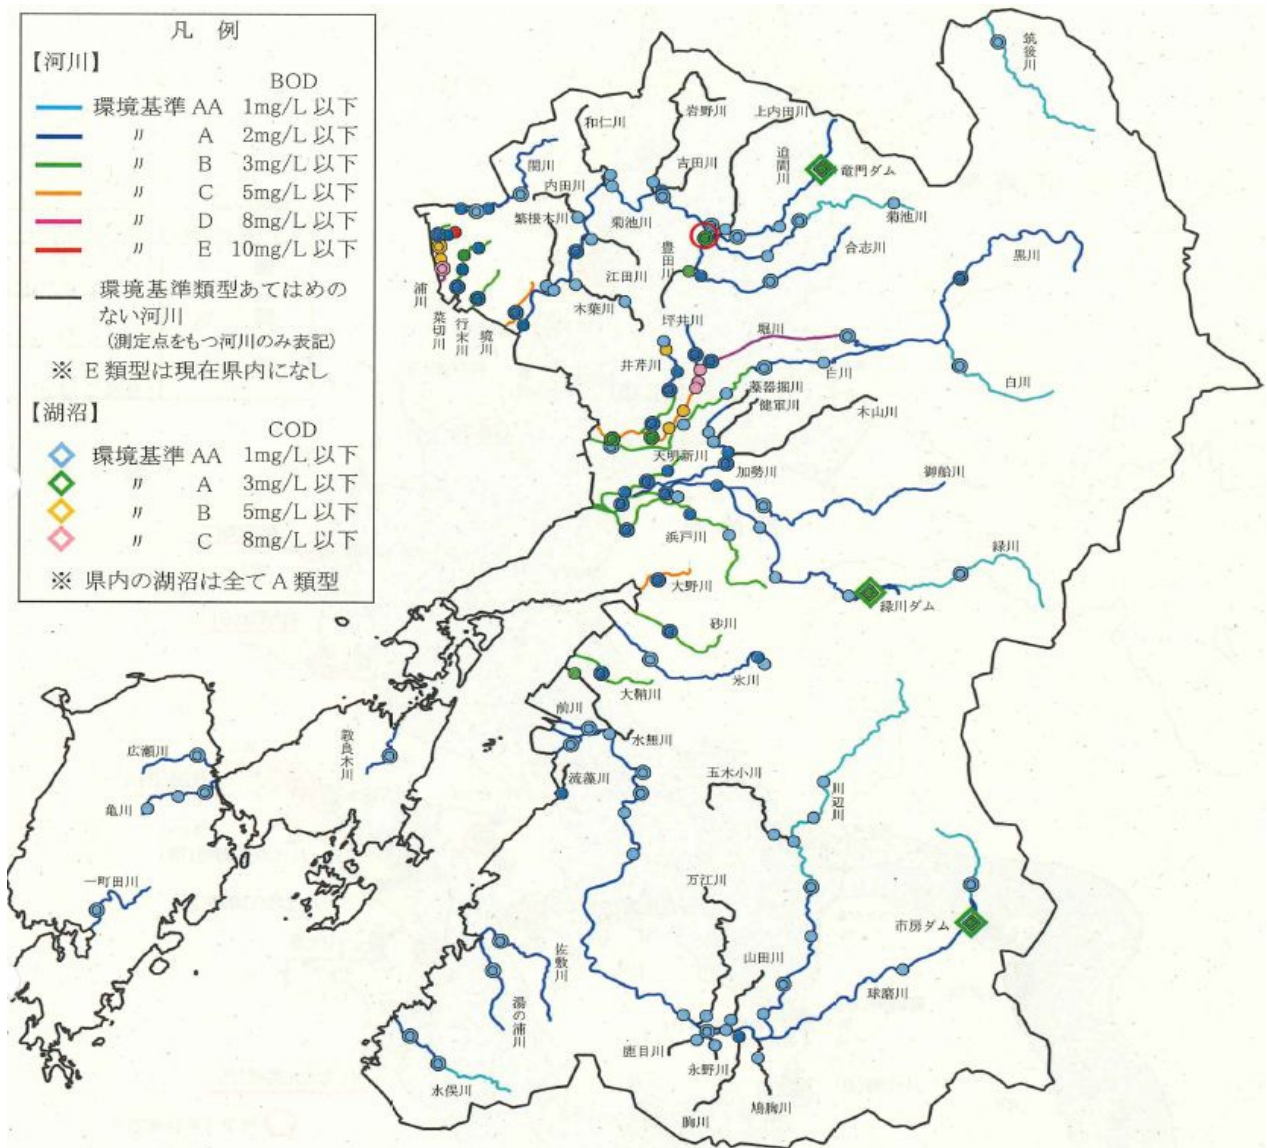 凡 例
【河川】
BOD
環境基準 AA 1mg/L 以下
〃 A 2mg/L 以下
〃 B 3mg/L 以下
〃 C 5mg/L 以下
〃 D 8mg/L 以下
〃 E 10mg/L 以下
環境基準類型あてはめの
ない河川
(測定点をもつ河川のみ表記)
※ E類型は現在県内になし
【湖沼】
COD
環境基準 AA 1mg/L 以下
〃 A 3mg/L 以下
〃 B 5mg/L 以下
〃 C 8mg/L 以下
※ 県内の湖沼は全てA類型
筑後川
岩野川
上内田川
和仁川
迫間川
吉田川
関川
竜門ダム
内田川
繁根木川
菊池川
菊池川
合志川
豊田川
黒川
江田川
浦川
菜切川
行末川
境川
木葉川
坪井川
堀川
井芹川
白川
白川
薬器掘川
健軍川
木山川
天明新川
加勢川
御船川
浜戸川
緑川
大野川
緑川ダム
砂川
氷川
大鞘川
前川
水無川
広瀬川
教良木川
流藻川
五木小川
川辺川
亀川
一町田川
万江川
市房ダム
佐敷川
山田川
球磨川
湯の浦川
鹿目川
永野川
水俣川
胸川
鳩胸川